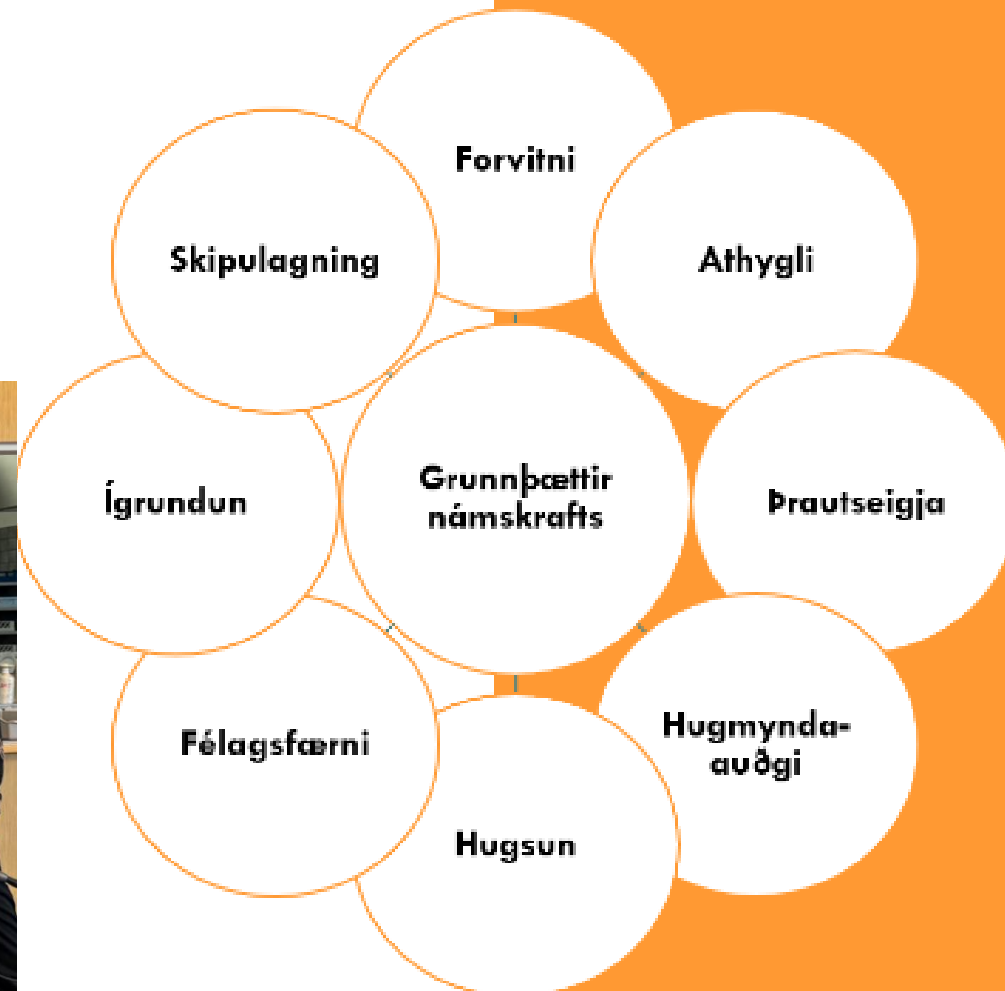 Forvitni
Skipulagning
Athygli
Ígrundun
Grunnþættir
námskrafts
Þrautseigja
Félagsfærni
Hugmynda-
auðgi
Hugsun